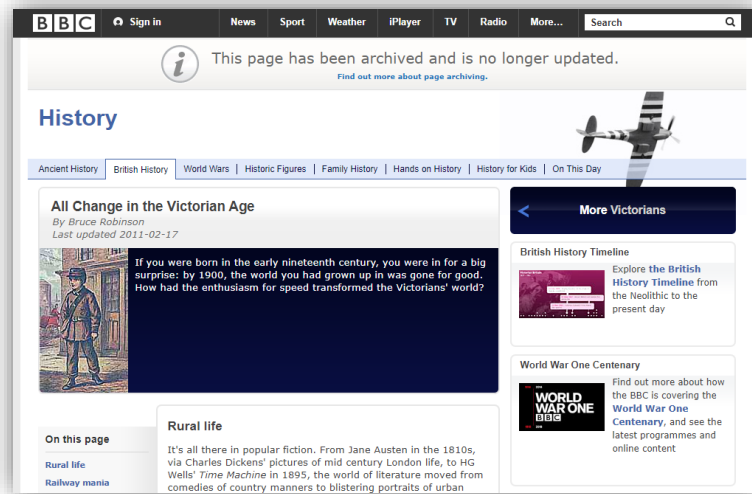 BBC Sign in News Sport Weather iPlayer TV Radio More... Search
This page has been archived and is no longer updated.
Find out more about page archiving.
History
Ancient History British History World Wars Historic Figures Family History Hands on History History for Kids On This Day
All Change in the Victorian Age
By Bruce Robinson
Last updated 2011-02-17
If you were born in the early nineteenth century, you were in for a big
surprise: by 1900, the world you had grown up in was gone for good.
How had the enthusiasm for speed transformed the Victorians' world?
On this page
Rural life
Railway mania
Rural life
It's all there in popular fiction. From Jane Austen in the 1810s,
via Charles Dickens' pictures of mid century London life, to HG
Wells' Time Machine in 1895, the world of literature moved from
comedies of country manners to blistering portraits of urban
More Victorians
British History Timeline
Explore the British
History Timeline from
the Neolithic to the
present day
World War One Centenary
WORLD
WAR ONE
BBC
Find out more about how
the BBC is covering the
World War One
Centenary, and see the
latest programmes and
online content